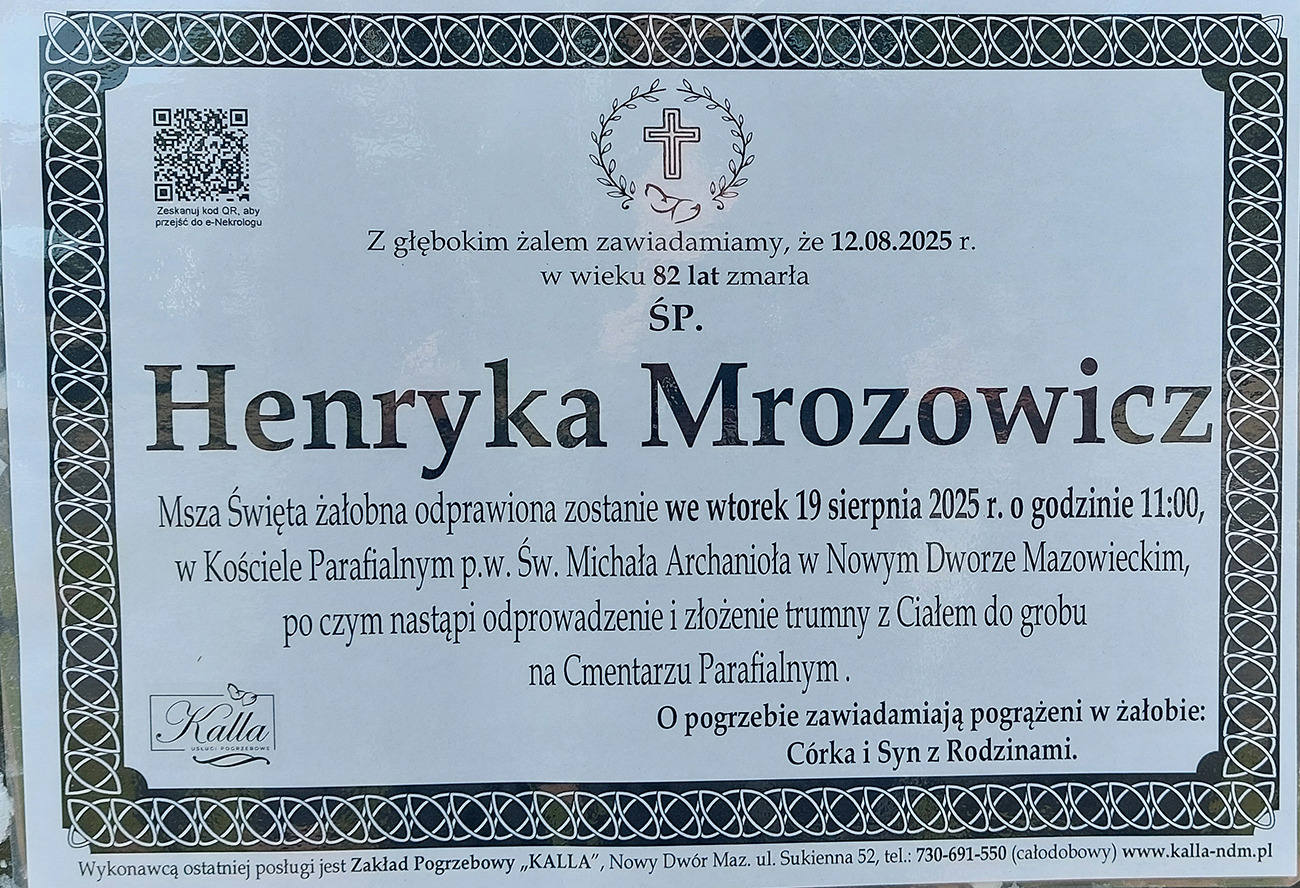 Zeskanuj kod QR, aby
przejść do e-Nekrologu
Z głębokim żalem zawiadamiamy, że 12.08.2025 r.
w wieku 82 lat zmarła
ŚP.
Henryka Mrozowicz
Msza Święta żałobna odprawiona zostanie we wtorek 19 sierpnia 2025 r. o godzinie 11:00,
w Kościele Parafialnym p.w. Św. Michała Archanioła w Nowym Dworze Mazowieckim,
po czym nastąpi odprowadzenie i złożenie trumny z Ciałem do grobu
na Cmentarzu Parafialnym .
O pogrzebie zawiadamiają pogrążeni w żałobie:
Córka i Syn z Rodzinami.
Kalla
USŁUGI POGRZEBOWE
Wykonawcą ostatniej posługi jest Zakład Pogrzebowy „KALLA”, Nowy Dwór Maz. ul. Sukienna 52, tel.: 730-691-550 (całodobowy) www.kalla-ndm.pl